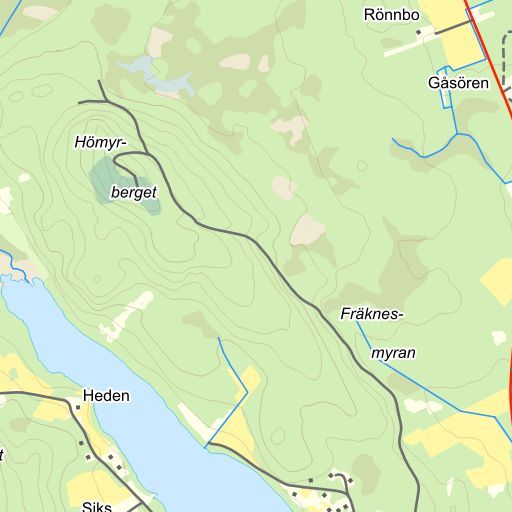 Rönnbo
Gåsören
Hömyr-
berget
Fräknes-
myran
Heden
Siks